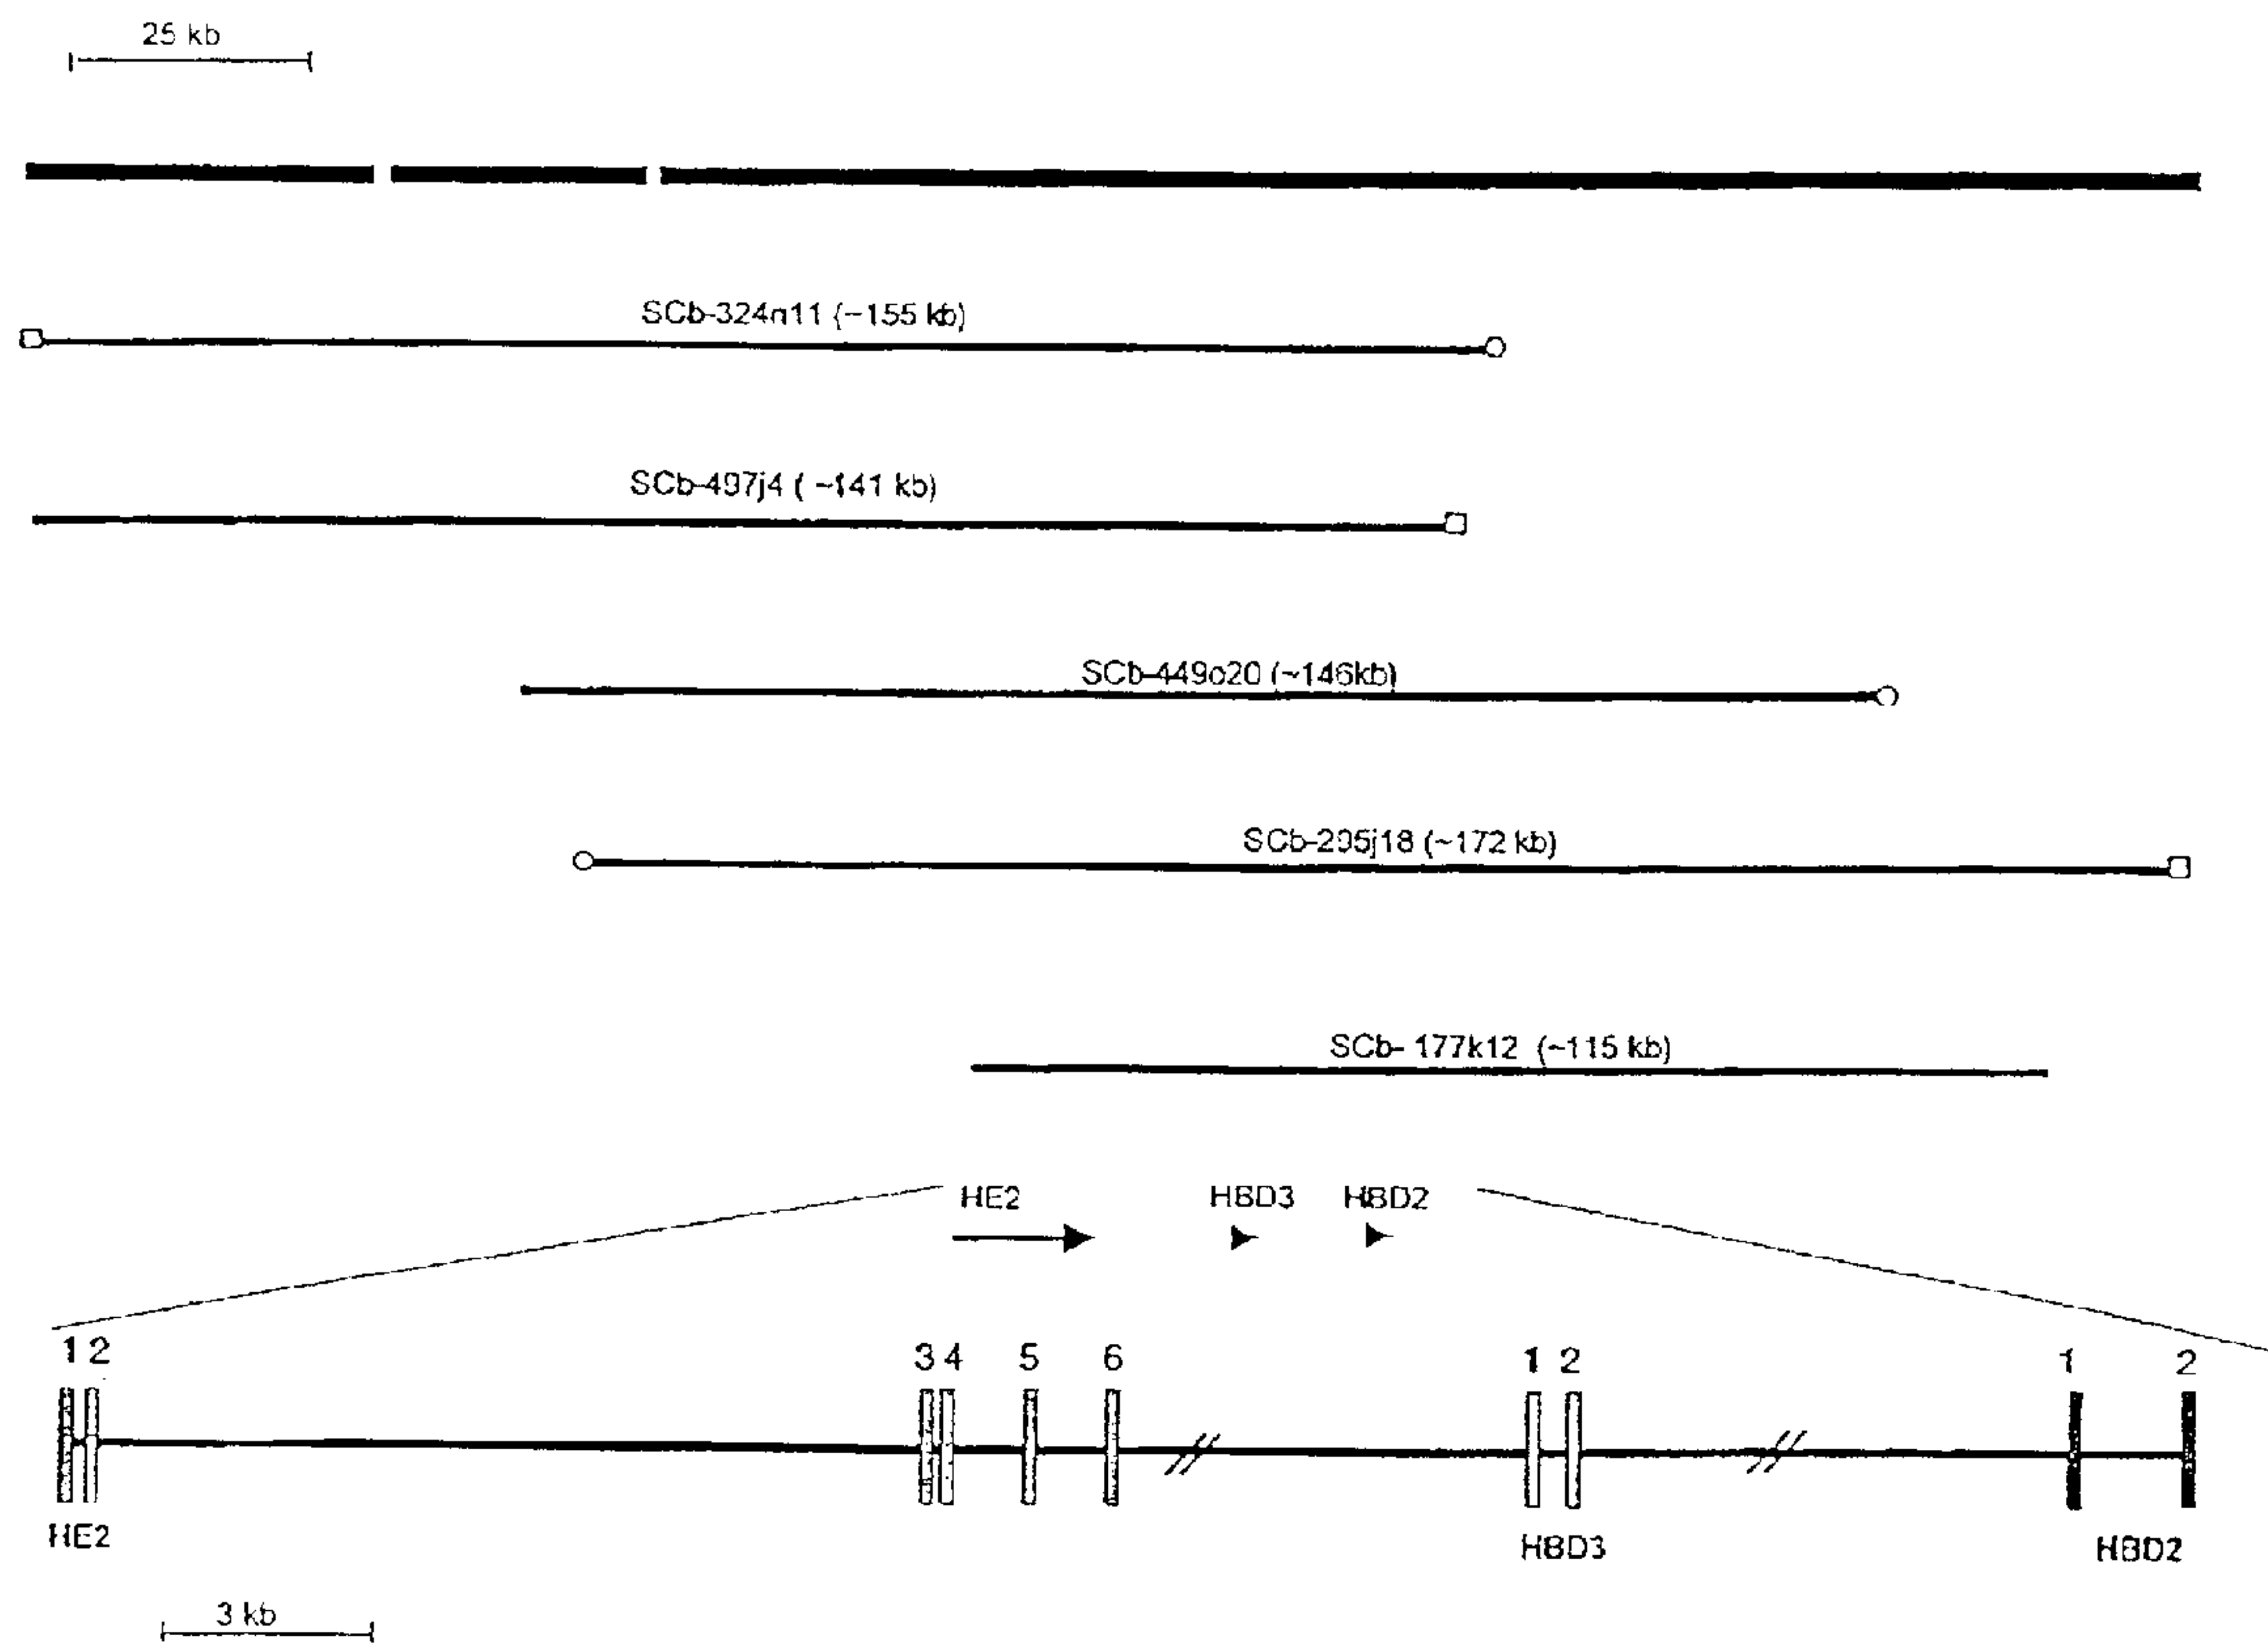 25 kb
SCb-324n11 (~155 kb)
SCb-497j4 ( ~141 kb)
SCb-449o20 (~146kb)
SCb-295j18 (~172 kb)
SCb- 177k12 (~115 kb)
HE2 HBD3 HBD2
1 2 3 4 5 6 1 2 1 2
HE2 HBD3 HBD2
3 kb